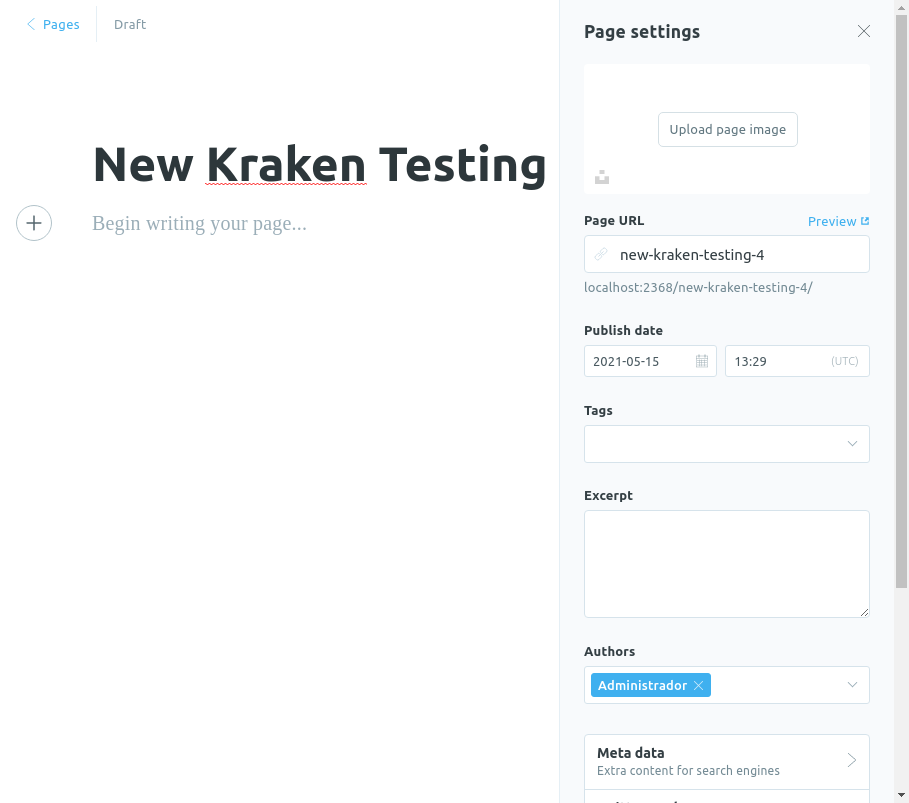 Pages
Draft
New Kraken Testing
Begin writing your page...
Page settings
Upload page image
Page URL
Preview
new-kraken-testing-4
localhost:2368/new-kraken-testing-4/
Publish date
2021-05-15
13:29
(UTC)
Tags
Excerpt
Authors
Administrador
Meta data
Extra content for search engines